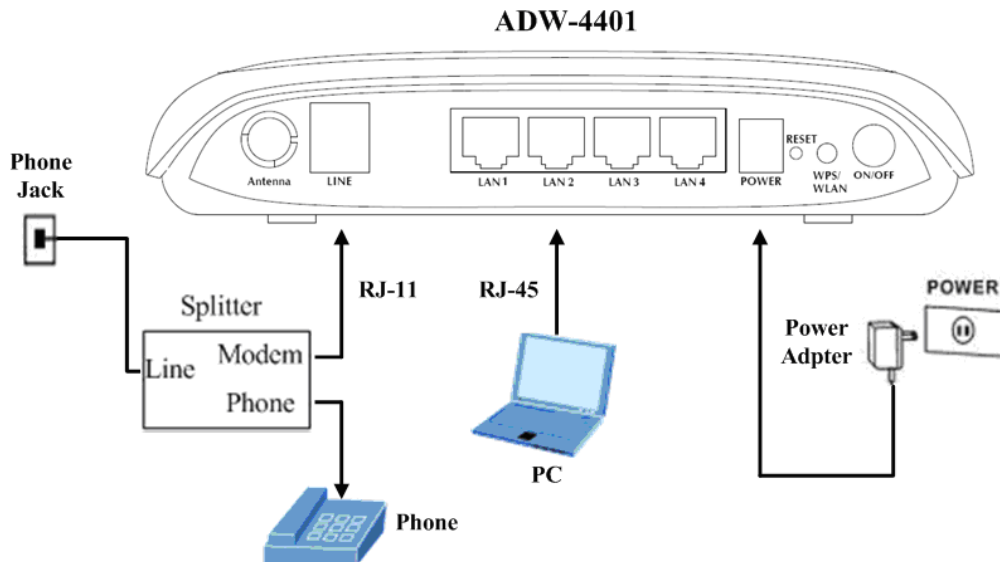 ADW-4401
Antenna
LINE
LAN 1
LAN 2
LAN 3
LAN 4
POWER
RESET
WPS/
WLAN
ON/OFF
Phone
Jack
RJ-11
RJ-45
Splitter
Line
Modem
Phone
Phone
PC
Power
Adpter
POWER